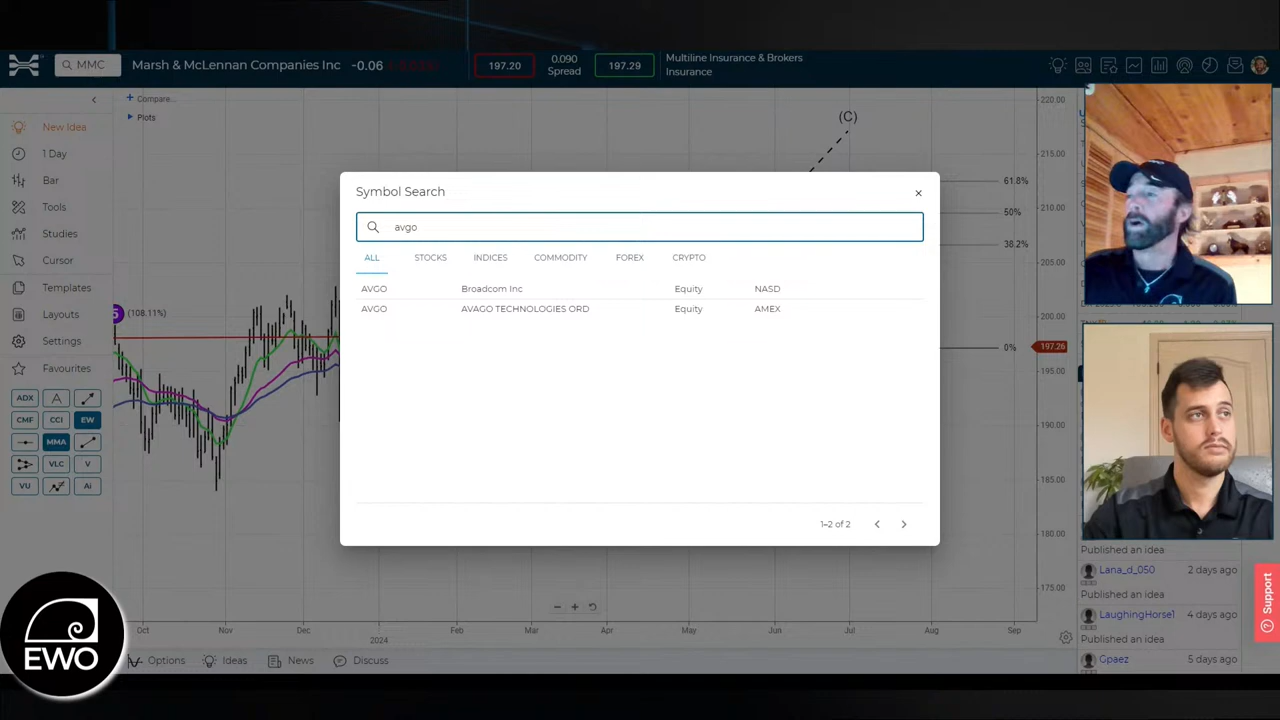 MMC
Marsh & McLennan Companies Inc
-0.06
197.20
0.090
Spread
197.29
Multiline Insurance & Brokers
Insurance
Compare...
Plots
New Idea
1 Day
Bar
Tools
Studies
Cursor
Templates
Layouts
Settings
Favourites
ADX
CMF
CCI
EW
MMA
VLC
V
VU
Ai
5
(108.11%)
(C)
Symbol Search
×
avgo
ALL
STOCKS
INDICES
COMMODITY
FOREX
CRYPTO
AVGO
Broadcom Inc
Equity
NASD
AVGO
AVAGO TECHNOLOGIES ORD
Equity
AMEX
1-2 of 2
61.8%
50%
38.2%
0%
220.00
215.00
210.00
205.00
200.00
197.26
195.00
190.00
185.00
180.00
175.00
Oct
Nov
Dec
2024
Feb
Mar
Apr
May
Jun
Jul
Aug
Sep
Published an idea
Lana_d_050
2 days ago
Published an idea
LaughingHorse1
4 days ago
Published an idea
Gpaez
5 days ago
Support
EWO
Options
Ideas
News
Discuss